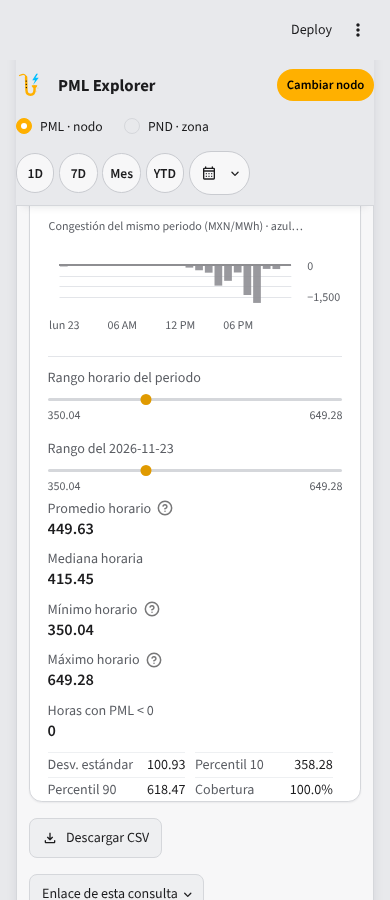 Deploy
PML Explorer
Cambiar nodo
PML · nodo
PND · zona
1D
7D
Mes
YTD
Congestión del mismo periodo (MXN/MWh) · azul…
0
−1,500
lun 23
06 AM
12 PM
06 PM
Rango horario del periodo
350.04
649.28
Rango del 2026-11-23
350.04
649.28
Promedio horario
449.63
Mediana horaria
415.45
Mínimo horario
350.04
Máximo horario
649.28
Horas con PML < 0
0
Desv. estándar 100.93 Percentil 10 358.28
Percentil 90 618.47 Cobertura 100.0%
Descargar CSV
Enlace de esta consulta